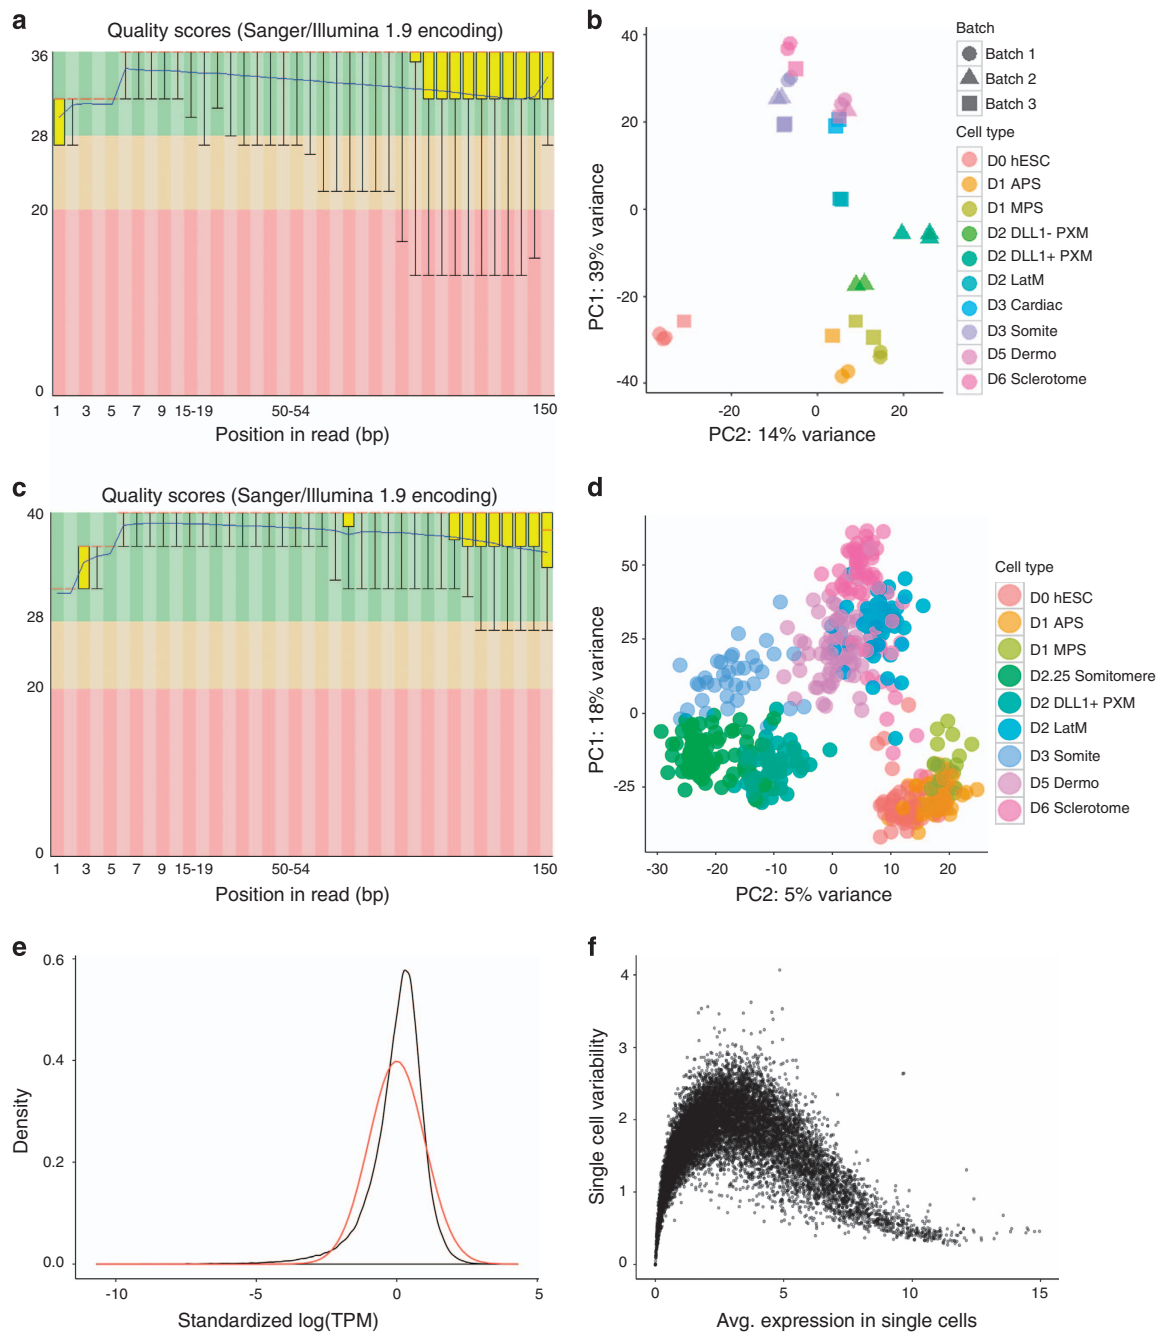 a
Quality scores (Sanger/Illumina 1.9 encoding)
36
28
20
0
1 3 5 7 9 15-19 50-54 150
Position in read (bp)
b
PC1: 39% variance
40
20
0
-20
-40
-20 0 20
PC2: 14% variance
Batch
Batch 1
Batch 2
Batch 3
Cell type
D0 hESC
D1 APS
D1 MPS
D2 DLL1- PXM
D2 DLL1+ PXM
D2 LatM
D3 Cardiac
D3 Somite
D5 Dermo
D6 Sclerotome
c
Quality scores (Sanger/Illumina 1.9 encoding)
40
28
20
0
1 3 5 7 9 15-19 50-54 150
Position in read (bp)
d
PC1: 18% variance
50
25
0
-25
-30 -20 -10 0 10 20
PC2: 5% variance
Cell type
D0 hESC
D1 APS
D1 MPS
D2.25 Somitomere
D2 DLL1+ PXM
D2 LatM
D3 Somite
D5 Dermo
D6 Sclerotome
e
Density
0.6
0.4
0.2
0.0
-10 -5 0 5
Standardized log(TPM)
f
Single cell variability
4
3
2
1
0
0 5 10 15
Avg. expression in single cells